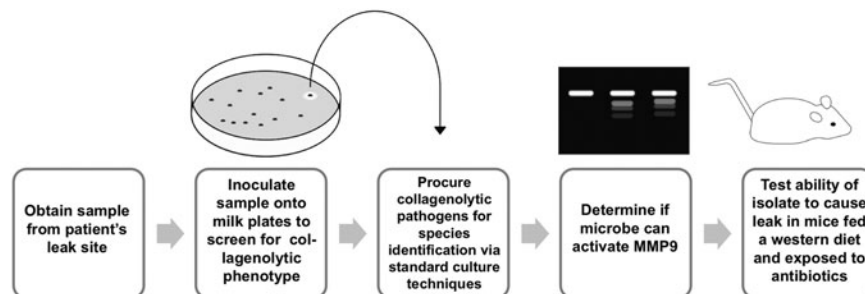 Obtain sample
from patient's
leak site
Inoculate
sample onto
milk plates to
screen for col-
lagenolytic
phenotype
Procure
collagenolytic
pathogens for
species
identification via
standard culture
techniques
Determine if
microbe can
activate MMP9
Test ability of
isolate to cause
leak in mice fed
a western diet
and exposed to
antibiotics